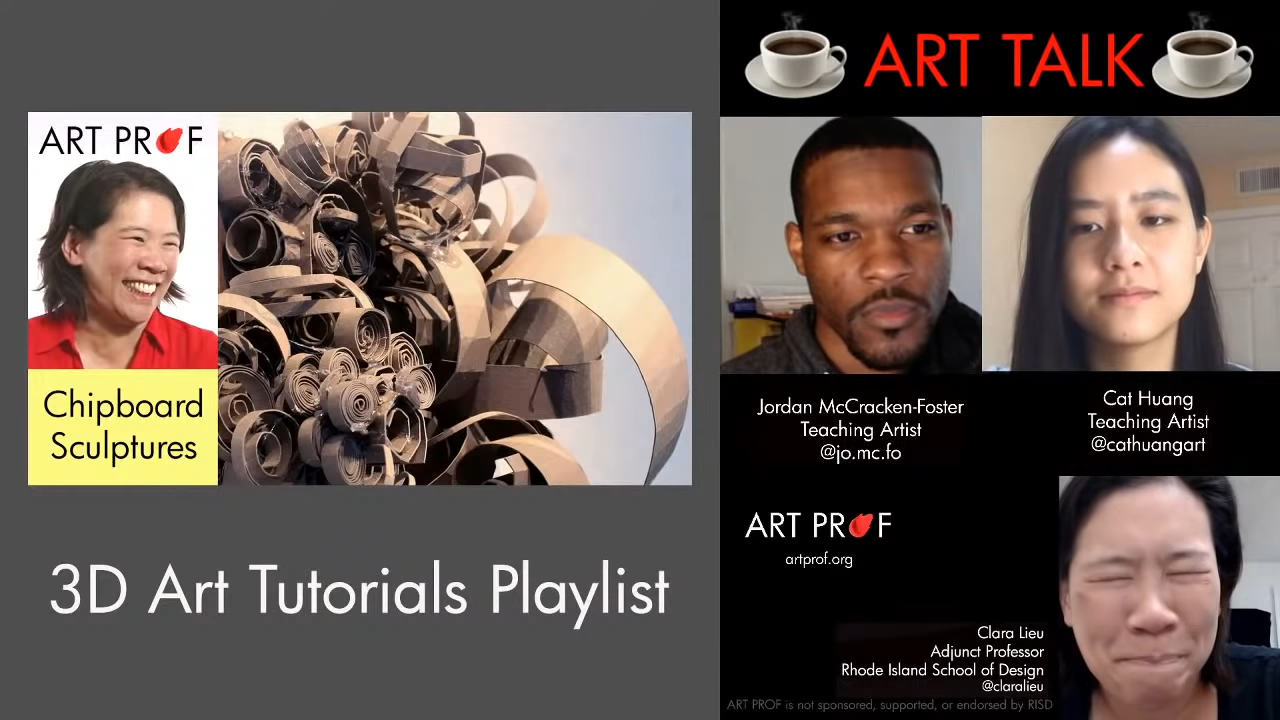 ART PROF
Chipboard
Sculptures
3D Art Tutorials Playlist
ART TALK
Jordan McCracken-Foster
Teaching Artist
@jo.mc.fo
Cat Huang
Teaching Artist
@cathuangart
ART PROF
artprof.org
Clara Lieu
Adjunct Professor
Rhode Island School of Design
@claralieu
ART PROF is not sponsored, supported, or endorsed by RISD